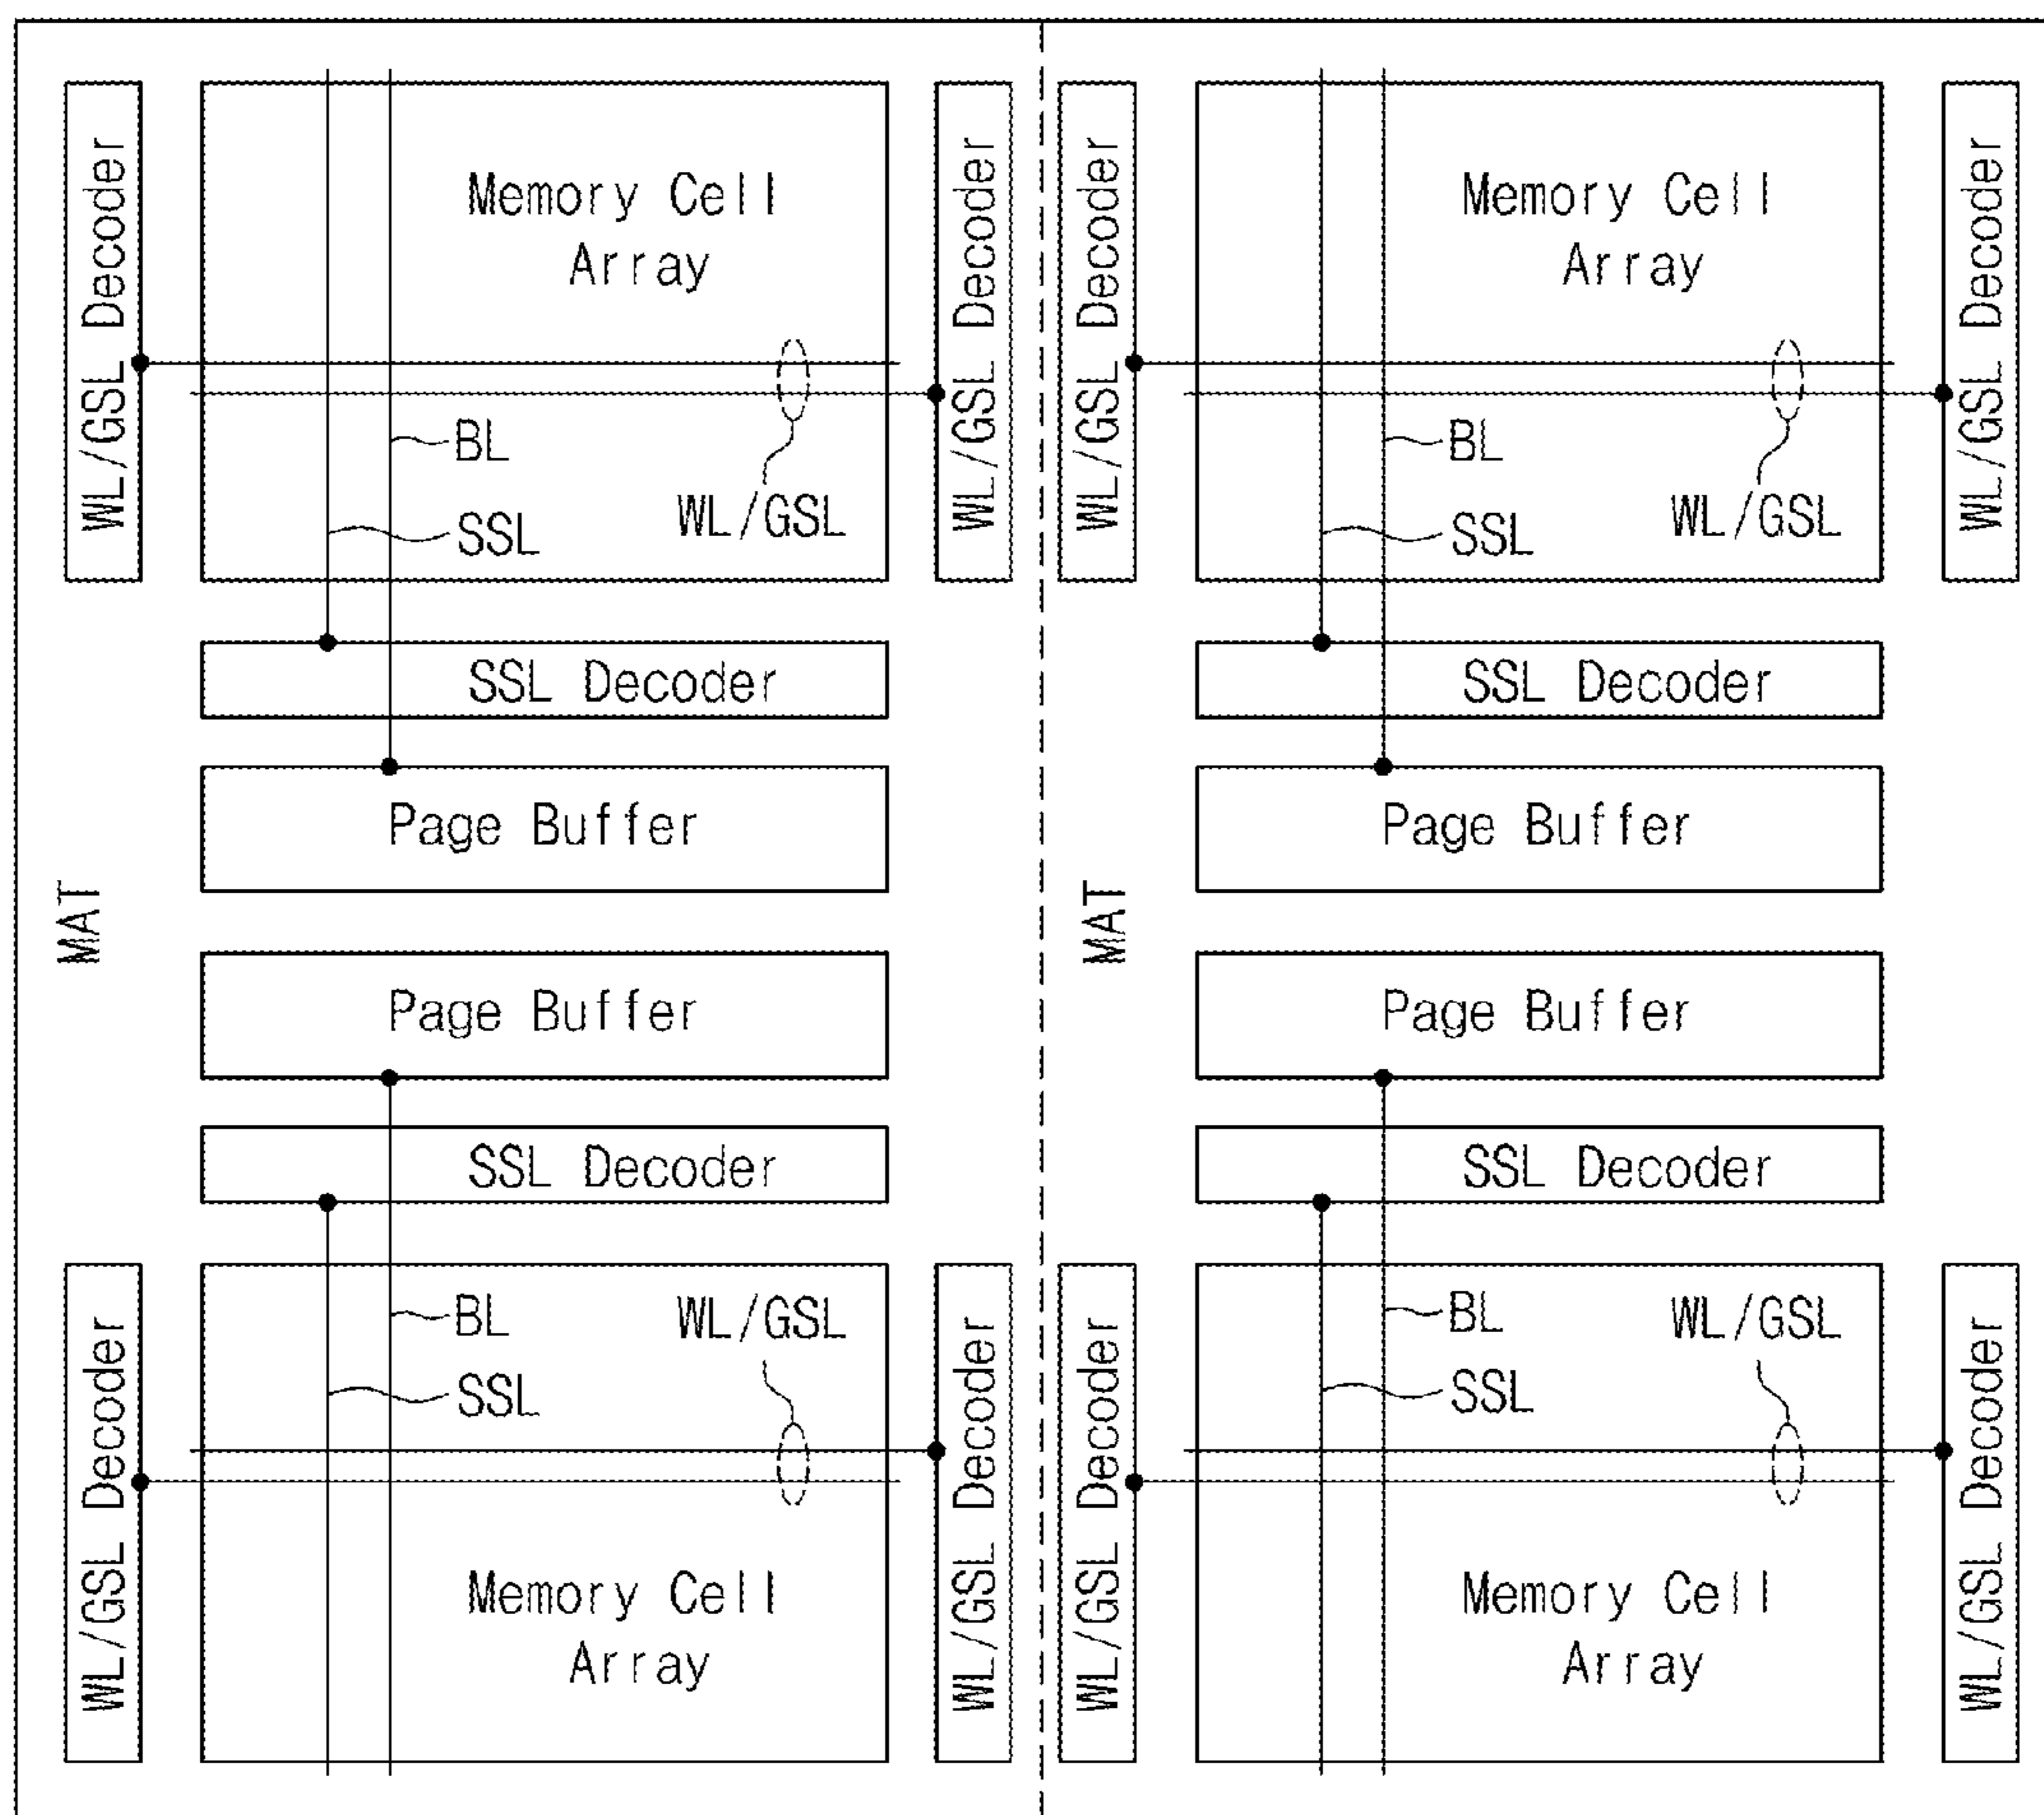 WL/GSL Decoder
Memory Cell
Array
BL
SSL
WL/GSL
WL/GSL Decoder
WL/GSL Decoder
Memory Cell
Array
BL
SSL
WL/GSL
WL/GSL Decoder
SSL Decoder
SSL Decoder
Page Buffer
Page Buffer
MAT
MAT
Page Buffer
Page Buffer
SSL Decoder
SSL Decoder
WL/GSL Decoder
BL
SSL
WL/GSL
Memory Cell
Array
WL/GSL Decoder
WL/GSL Decoder
BL
SSL
WL/GSL
Memory Cell
Array
WL/GSL Decoder